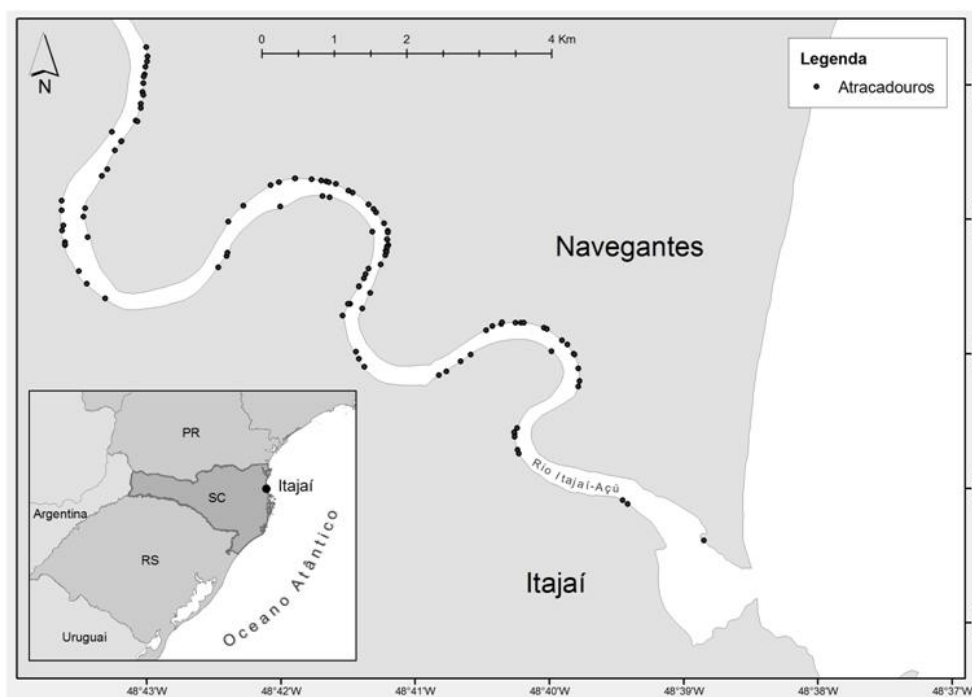 0 1 2 4 Km
N
Legenda
Atracadouros
Navegantes
Rio Itajaí-Açú
Itajaí
PR
Itajaí
SC
Argentina
RS
Oceano Atlântico
Uruguai
48°43'W 48°42'W 48°41'W 48°40'W 48°39'W 48°38'W 48°37'W